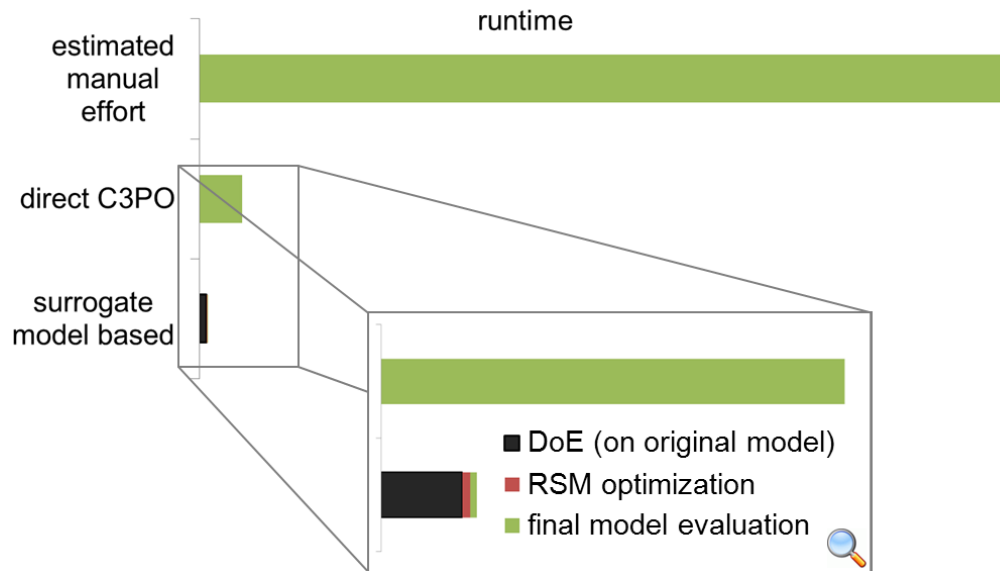 runtime
estimated
manual
effort
direct C3PO
surrogate
model based
DoE (on original model)
RSM optimization
final model evaluation